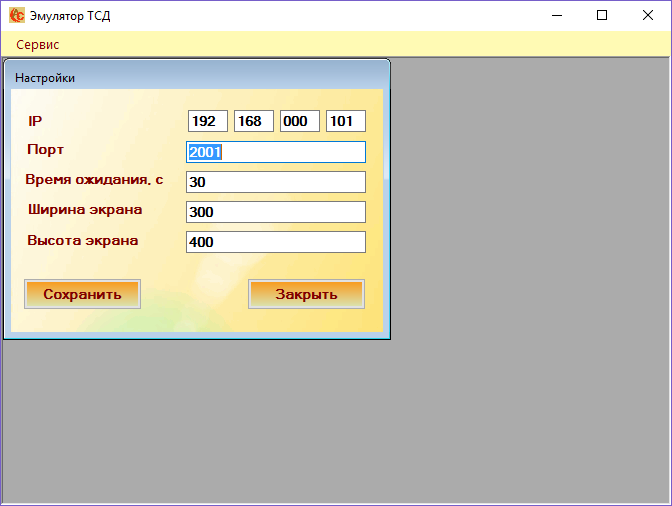 Эмулятор ТСД
Сервис
Настройки
IP 192 168 000 101
Порт 2001
Время ожидания, с 30
Ширина экрана 300
Высота экрана 400
Сохранить Закрыть